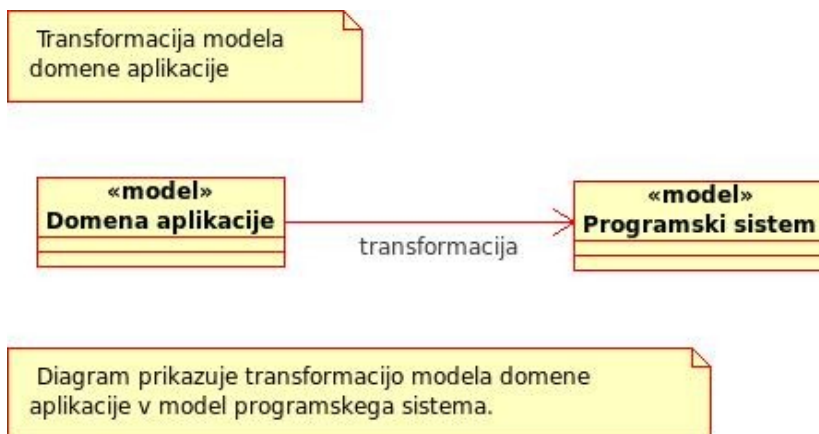 Transformacija modela
domene aplikacije
«model»
Domena aplikacije
«model»
Programski sistem
transformacija
Diagram prikazuje transformacijo modela domene
aplikacije v model programskega sistema.